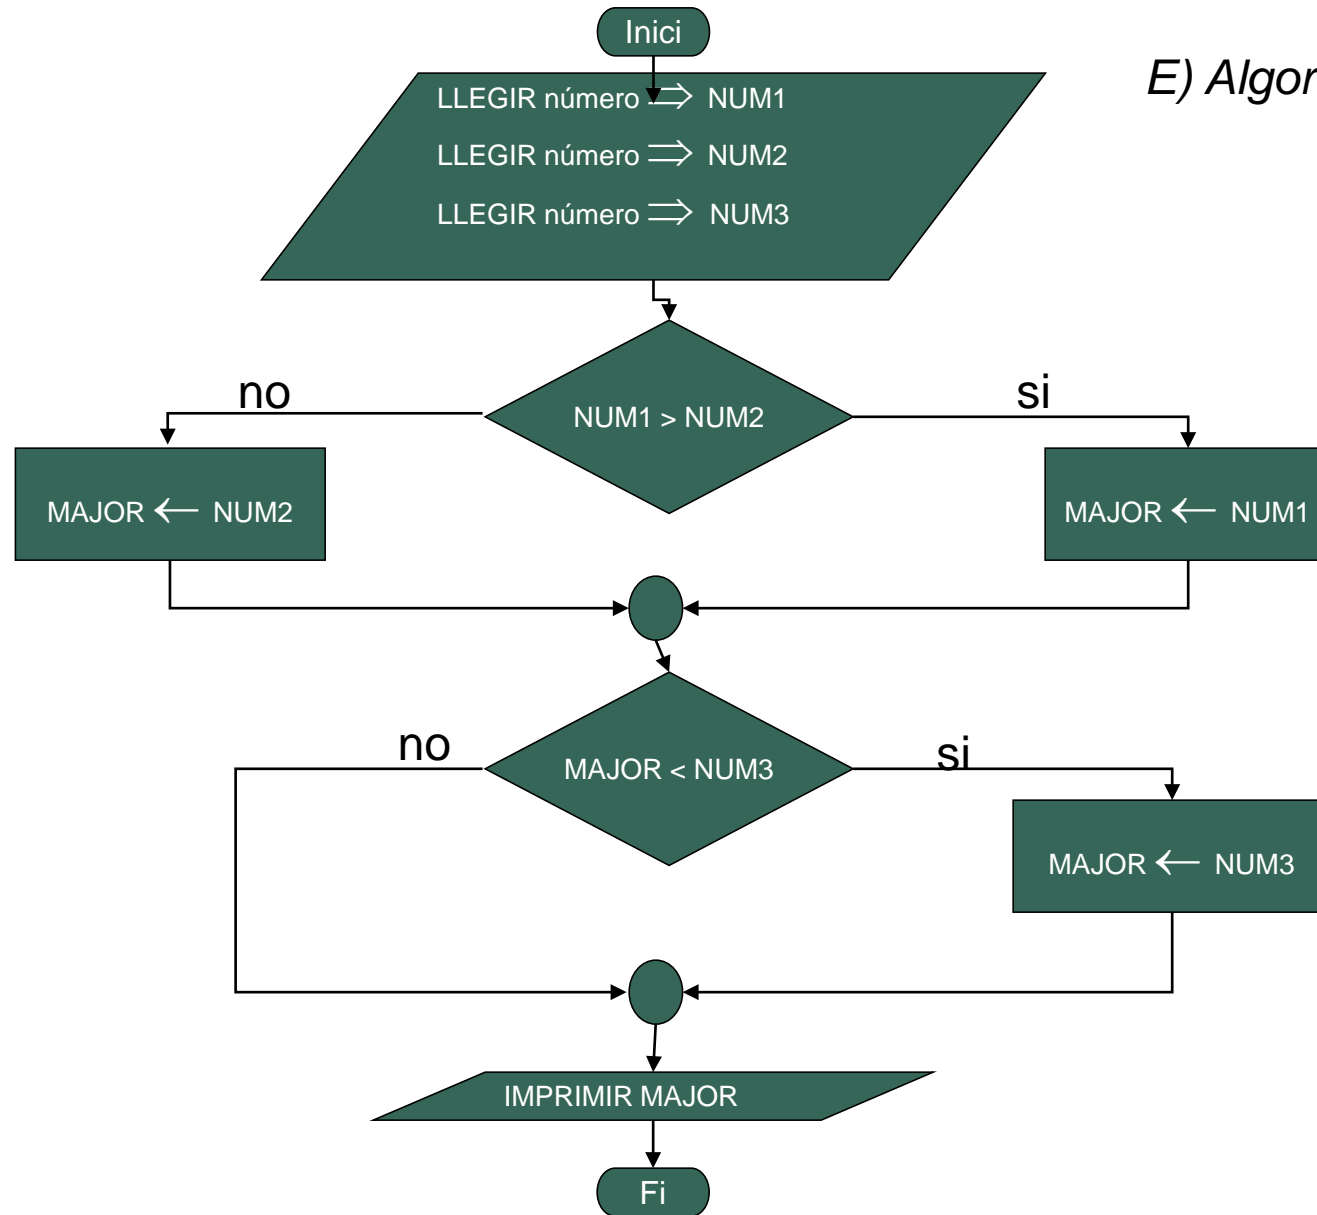 Inici
E) Algor
LLEGIR número ⇒ NUM1
LLEGIR número ⇒ NUM2
LLEGIR número ⇒ NUM3
no
NUM1 > NUM2
si
MAJOR ← NUM2
MAJOR ← NUM1
no
MAJOR < NUM3
si
MAJOR ← NUM3
IMPRIMIR MAJOR
Fi